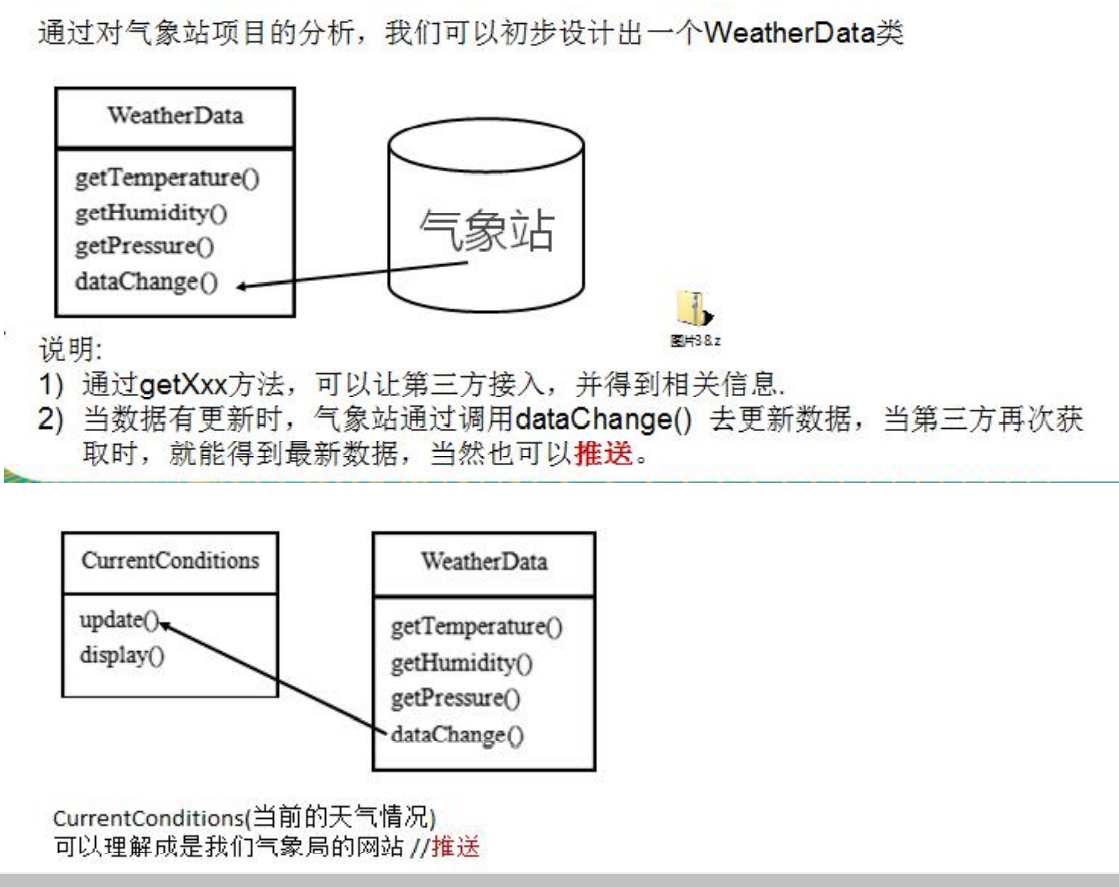 通过对气象站项目的分析，我们可以初步设计出一个WeatherData类
WeatherData
getTemperature()
getHumidity()
getPressure()
dataChange()
气象站
图片38.z
说明:
1) 通过getXxx方法，可以让第三方接入，并得到相关信息.
2) 当数据有更新时，气象站通过调用dataChange() 去更新数据，当第三方再次获
取时，就能得到最新数据，当然也可以推送。
CurrentConditions
update()
display()
WeatherData
getTemperature()
getHumidity()
getPressure()
dataChange()
CurrentConditions(当前的天气情况)
可以理解成是我们气象局的网站 //推送